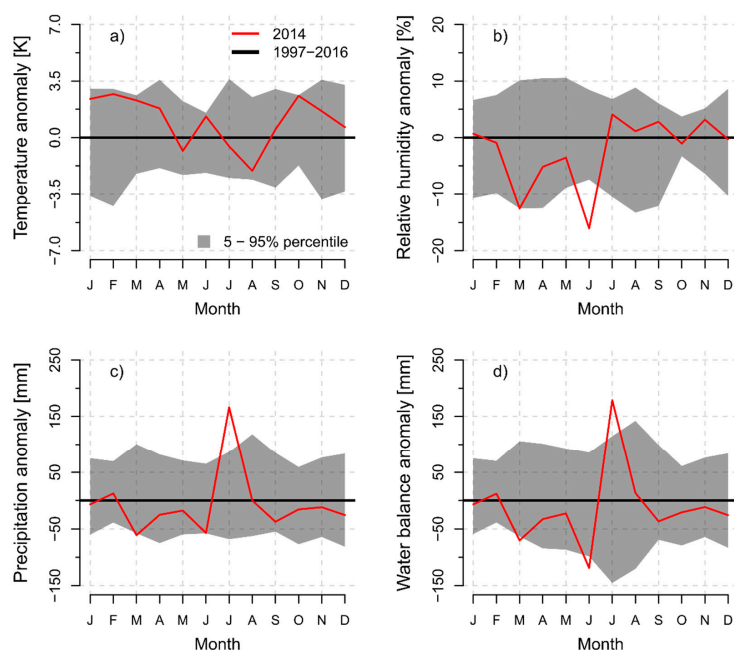 a)
2014
1997−2016
5 − 95% percentile
Temperature anomaly [K]
7.0
3.5
0.0
−3.5
−7.0
J F M A M J J A S O N D
Month
b)
Relative humidity anomaly [%]
20
10
0
−10
−20
J F M A M J J A S O N D
Month
c)
Precipitation anomaly [mm]
250
150
50
−50
−150
J F M A M J J A S O N D
Month
d)
Water balance anomaly [mm]
250
150
50
−50
−150
J F M A M J J A S O N D
Month